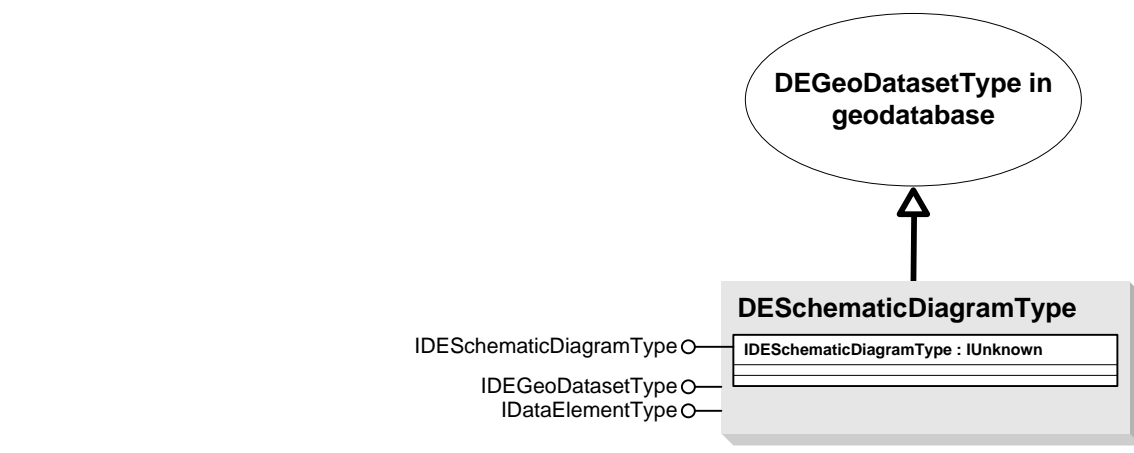 DEGeoDatasetType in
geodatabase
DESchematicDiagramType
IDESchematicDiagramType
IDESchematicDiagramType : IUnknown
IDEGeoDatasetType
IDataElementType